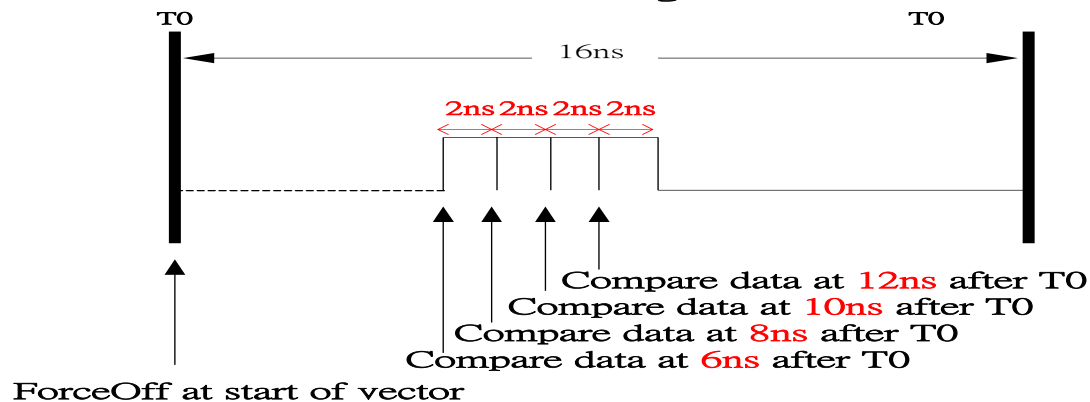 T0 T0
16ns
2ns 2ns 2ns 2ns
Compare data at 12ns after T0
Compare data at 10ns after T0
Compare data at 8ns after T0
Compare data at 6ns after T0
ForceOff at start of vector